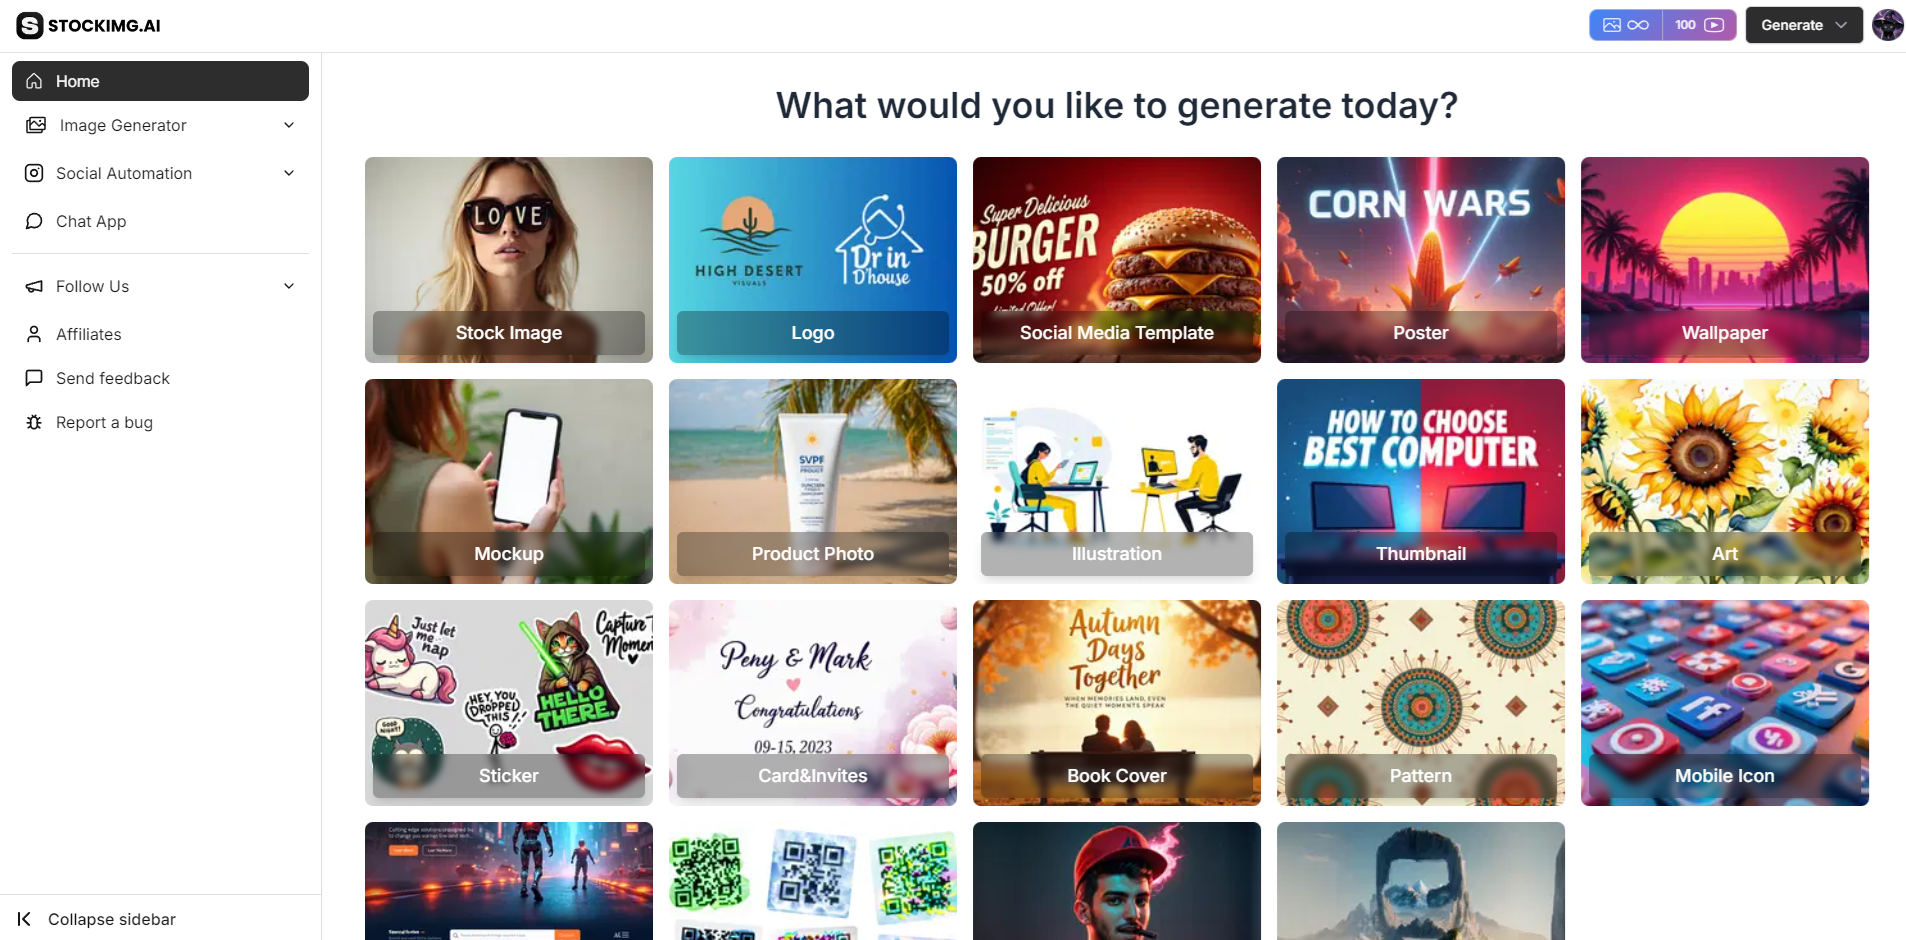 STOCKIMG.AI
100
Generate
Home
Image Generator
Social Automation
Chat App
Follow Us
Affiliates
Send feedback
Report a bug
Collapse sidebar
What would you like to generate today?
LOVE
Stock Image
HIGH DESERT
VISUALS
Dr in
D'house
Logo
Super Delicious
BURGER
50% off
Limited Offer!
Social Media Template
CORN WARS
Poster
Wallpaper
Mockup
SVPF
PRODUCT
Product Photo
Illustration
HOW TO CHOOSE
BEST COMPUTER
Thumbnail
Art
Just let
me
nap
Capture
Momen
HEY, YOU
DROPPED
THIS!
HELLO
THERE.
GOOD
NIGHT!
Sticker
Peny & Mark
Congratulations
09-15, 2023
Card&Invites
Autumn
Days
Together
WHEN MEMORIES LAND, EVEN
THE QUIET MOMENTS SPEAK
Book Cover
Pattern
Mobile Icon